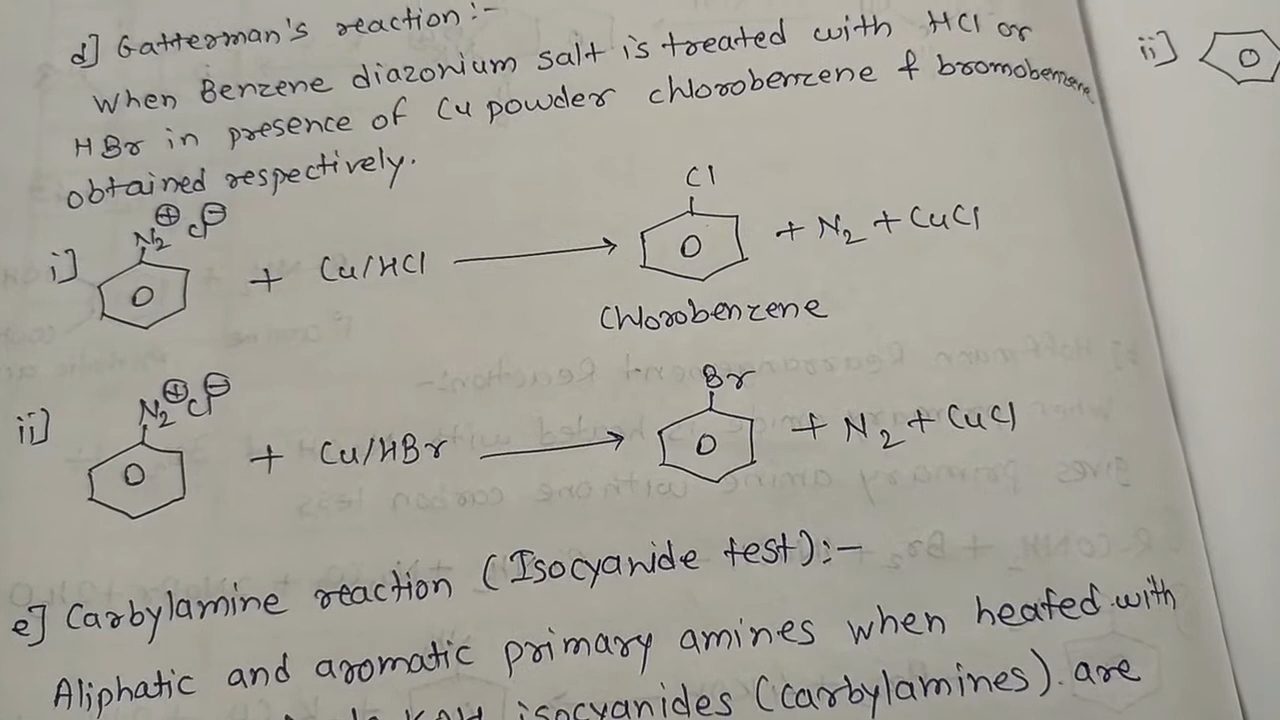 d] Gatterman's reaction:-
When Benzene diazonium salt is treated with HCl or
HBr in presence of Cu powder chlorobenzene & bromobenzene
obtained respectively.
N2⊕Cl⊖
Cl
i] + Cu/HCl ⟶ + N2 + CuCl
Chlorobenzene
N2⊕Cl⊖
Br
ii] + Cu/HBr ⟶ + N2 + CuCl
e] Carbylamine reaction (Isocyanide test):-
Aliphatic and aromatic primary amines when heated with
isocyanides (carbylamines) are
ii]